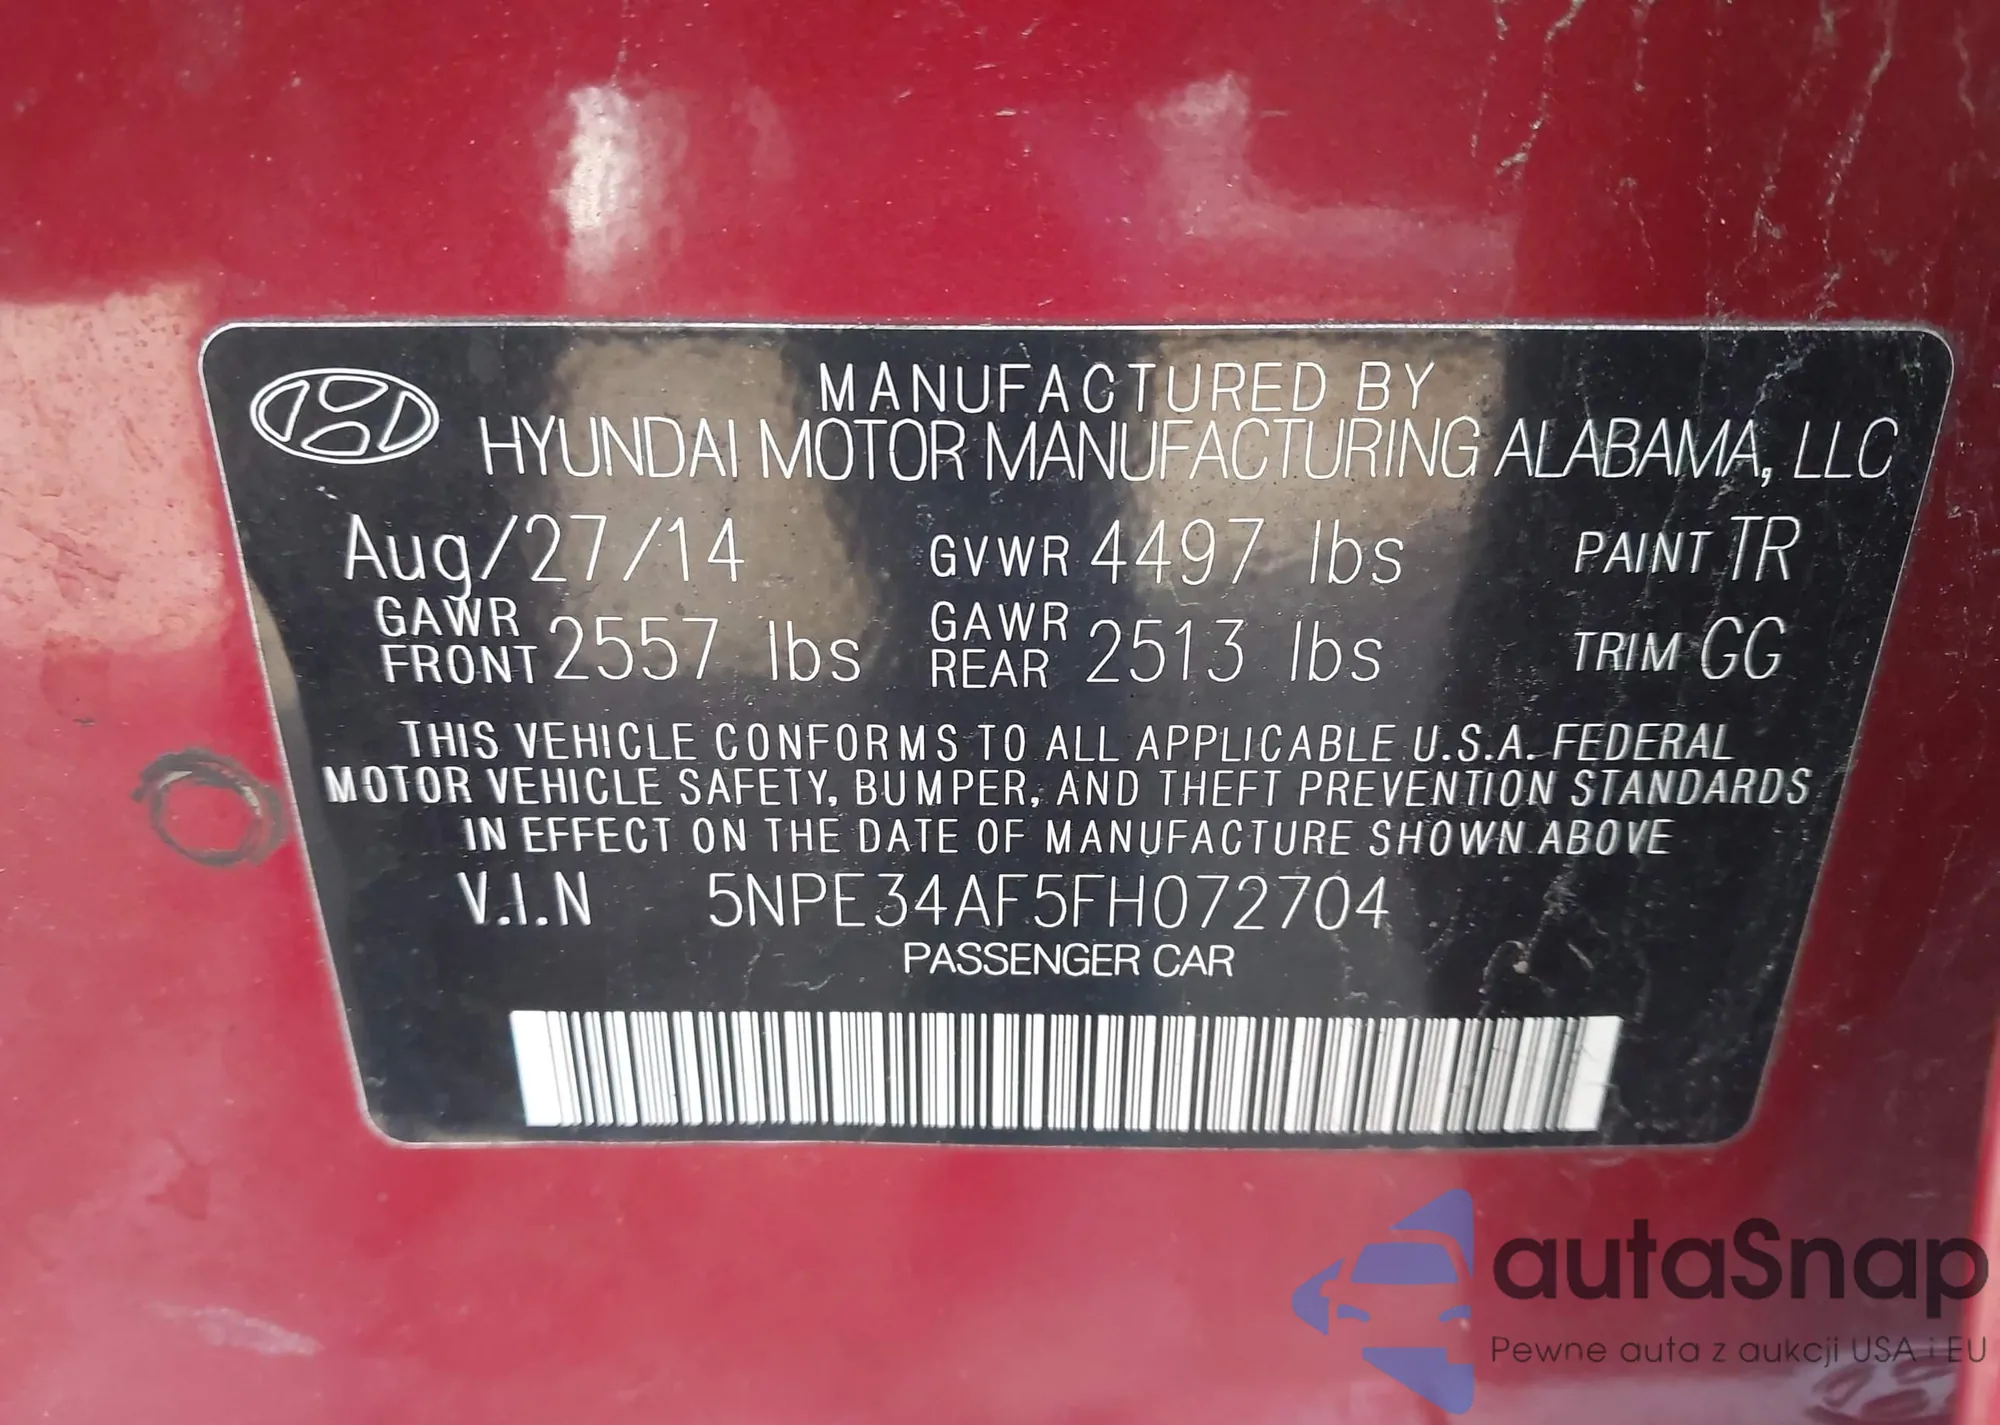 MANUFACTURED BY
HYUNDAI MOTOR MANUFACTURING ALABAMA, LLC
Aug/27/14 GVWR 4497 lbs PAINT TR
GAWR FRONT 2557 lbs GAWR REAR 2513 lbs TRIM GG
THIS VEHICLE CONFORMS TO ALL APPLICABLE U.S.A. FEDERAL
MOTOR VEHICLE SAFETY, BUMPER, AND THEFT PREVENTION STANDARDS
IN EFFECT ON THE DATE OF MANUFACTURE SHOWN ABOVE
V.I.N 5NPE34AF5FH072704
PASSENGER CAR
autaSnap
Pewne auta z aukcji USA i EU